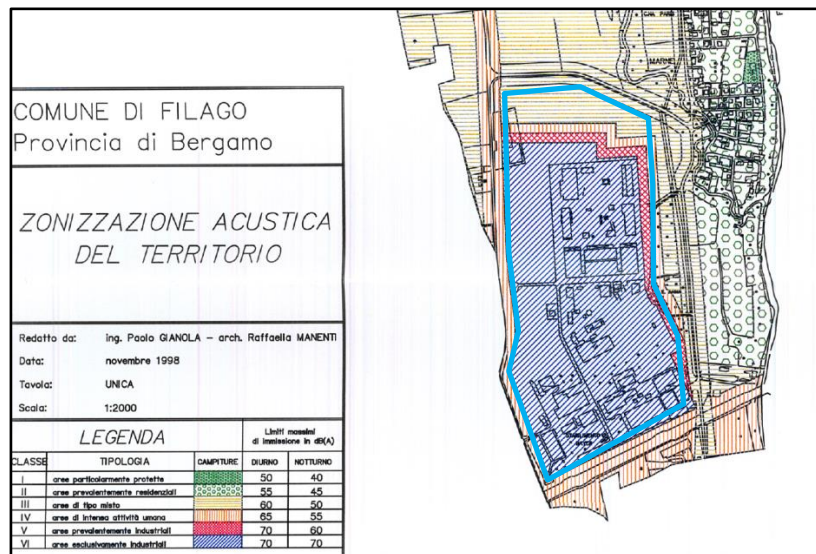 COMUNE DI FILAGO
Provincia di Bergamo
ZONIZZAZIONE ACUSTICA
DEL TERRITORIO
Redatto da: ing. Paolo GIANOLA – arch. Raffaella MANENTI
Data: novembre 1998
Tavola: UNICA
Scala: 1:2000
LEGENDA
Limiti massimi
di immissione in dB(A)
CLASSE TIPOLOGIA CAMPITURE DIURNO NOTTURNO
I aree particolarmente protette 50 40
II aree prevalentemente residenziali 55 45
III aree di tipo misto 60 50
IV aree di intensa attività umana 65 55
V aree prevalentemente industriali 70 60
VI aree esclusivamente industriali 70 70
MARNE